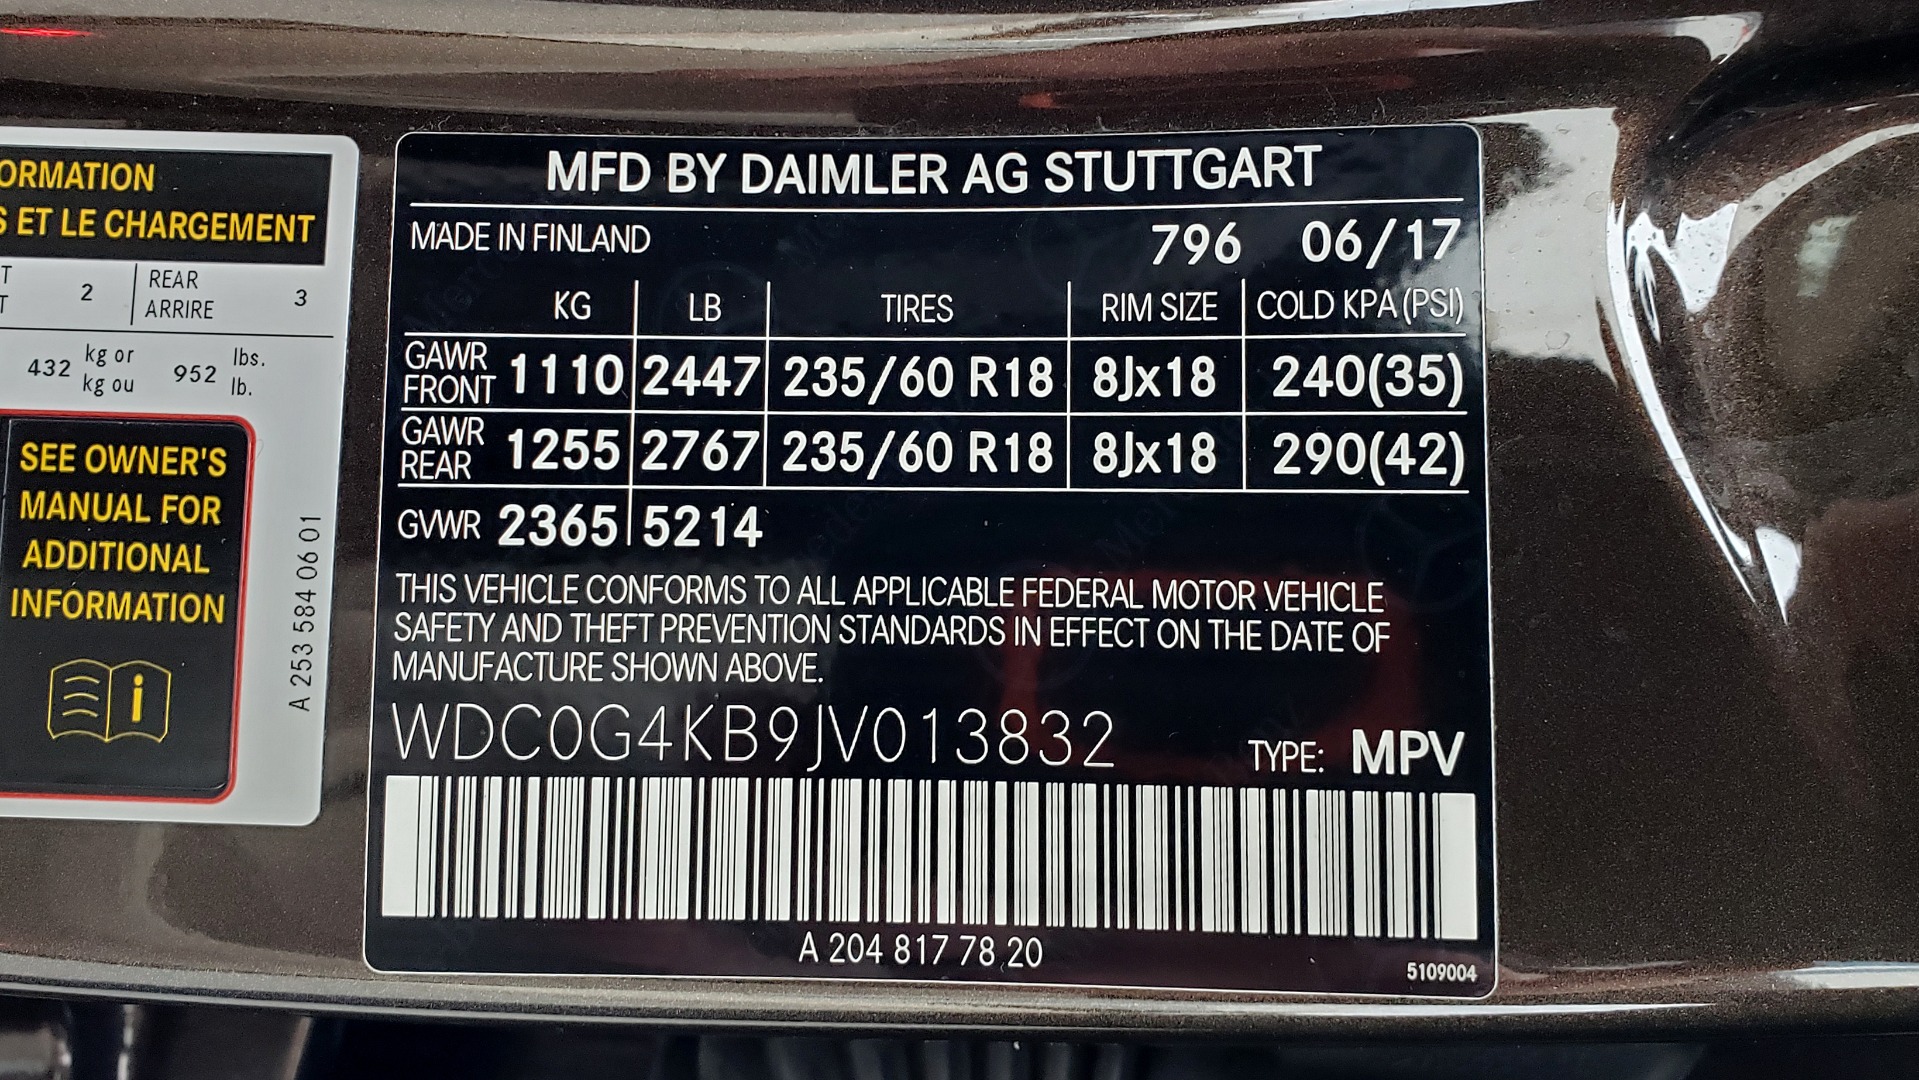 ORMATION
S ET LE CHARGEMENT
T
T
2
REAR
ARRIRE
3
432 kg or
kg ou
952 lbs.
lb.
SEE OWNER'S
MANUAL FOR
ADDITIONAL
INFORMATION
A 253 584 06 01
MFD BY DAIMLER AG STUTTGART
MADE IN FINLAND 796 06/17
KG LB TIRES RIM SIZE COLD KPA (PSI)
GAWR FRONT 1110 2447 235/60 R18 8Jx18 240(35)
GAWR REAR 1255 2767 235/60 R18 8Jx18 290(42)
GVWR 2365 5214
THIS VEHICLE CONFORMS TO ALL APPLICABLE FEDERAL MOTOR VEHICLE
SAFETY AND THEFT PREVENTION STANDARDS IN EFFECT ON THE DATE OF
MANUFACTURE SHOWN ABOVE.
WDC0G4KB9JV013832 TYPE: MPV
A 204 817 78 20
5109004